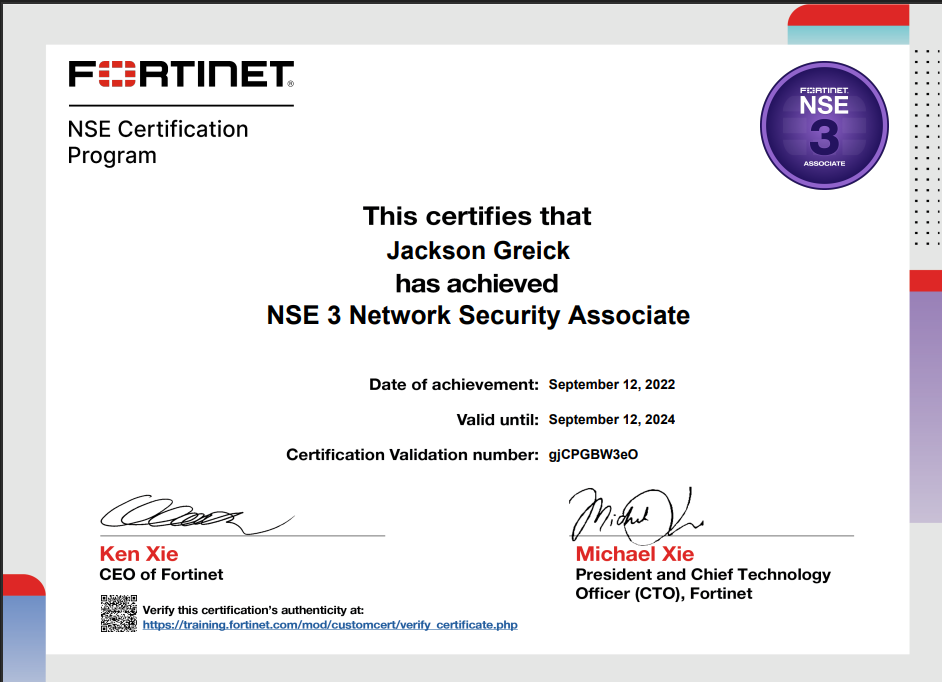 FORTINET®
NSE Certification
Program
FORTINET
NSE
3
ASSOCIATE
This certifies that
Jackson Greick
has achieved
NSE 3 Network Security Associate
Date of achievement: September 12, 2022
Valid until: September 12, 2024
Certification Validation number: gjCPGBW3eO
Ken Xie
CEO of Fortinet
Michael Xie
President and Chief Technology
Officer (CTO), Fortinet
Verify this certification's authenticity at:
https://training.fortinet.com/mod/customcert/verify_certificate.php